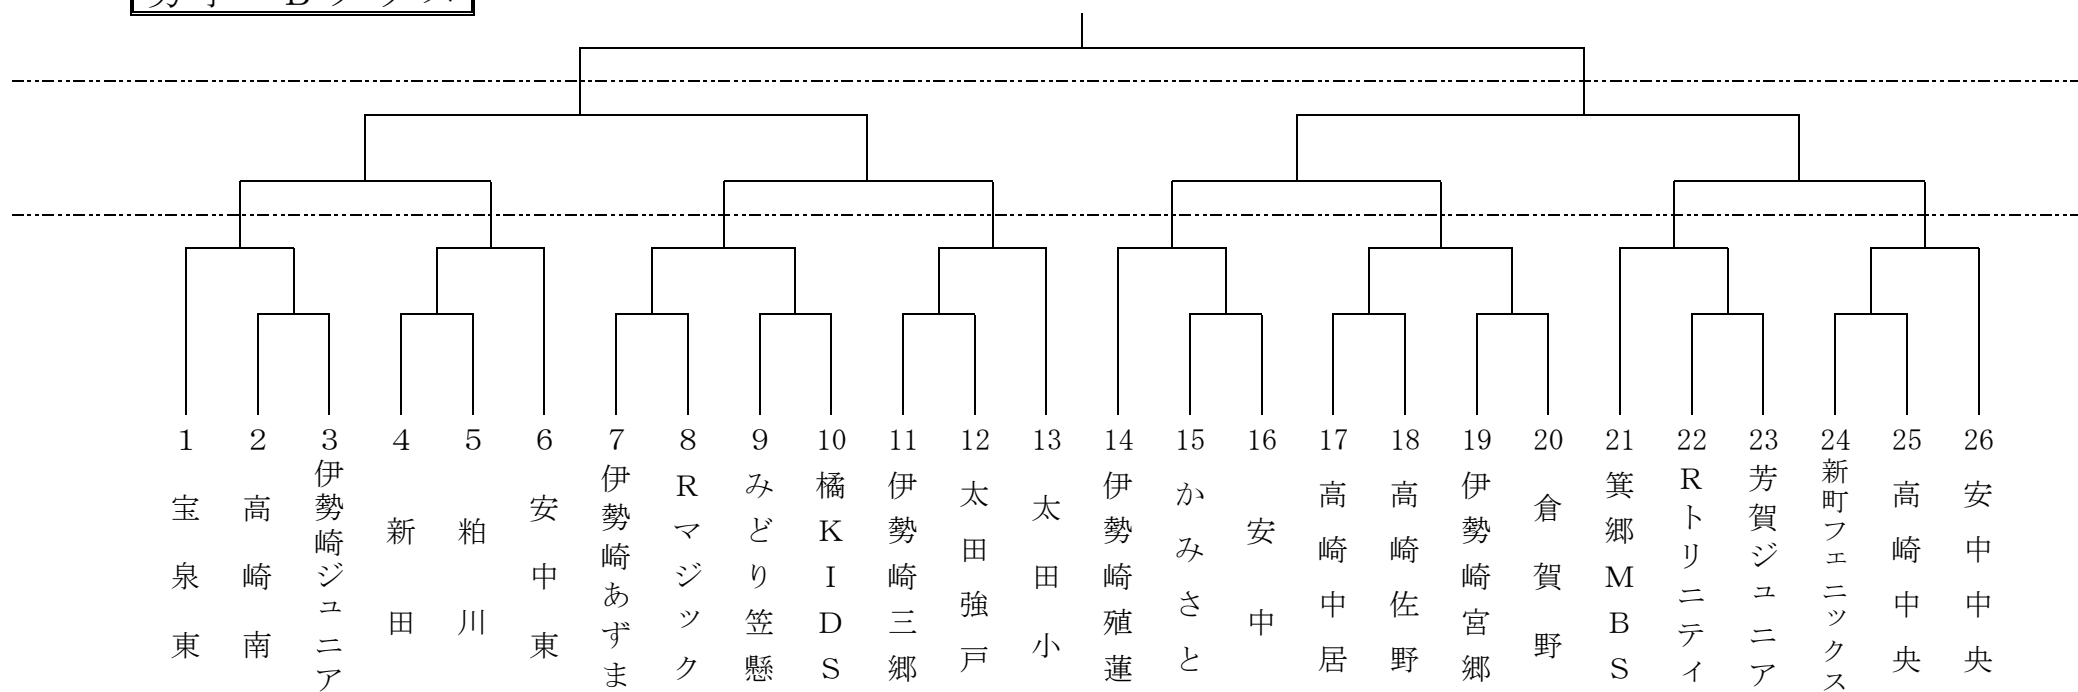 Bクラス
1 2 3 4 5 6 7 8 9 10 11 12 13 14 15 16 17 18 19 20 21 22 23 24 25 26
宝泉東
高崎南
伊勢崎ジュニア
新田
粕川
安中東
伊勢崎あずま
Rマジック
みどり笠懸
橘KIDS
伊勢崎三郷
太田強戸
太田小
伊勢崎殖蓮
かみさと
安中
高崎中居
高崎佐野
伊勢崎宮郷
倉賀野
箕郷MBS
Rトリニティ
芳賀ジュニア
新町フェニックス
高崎中央
安中中央